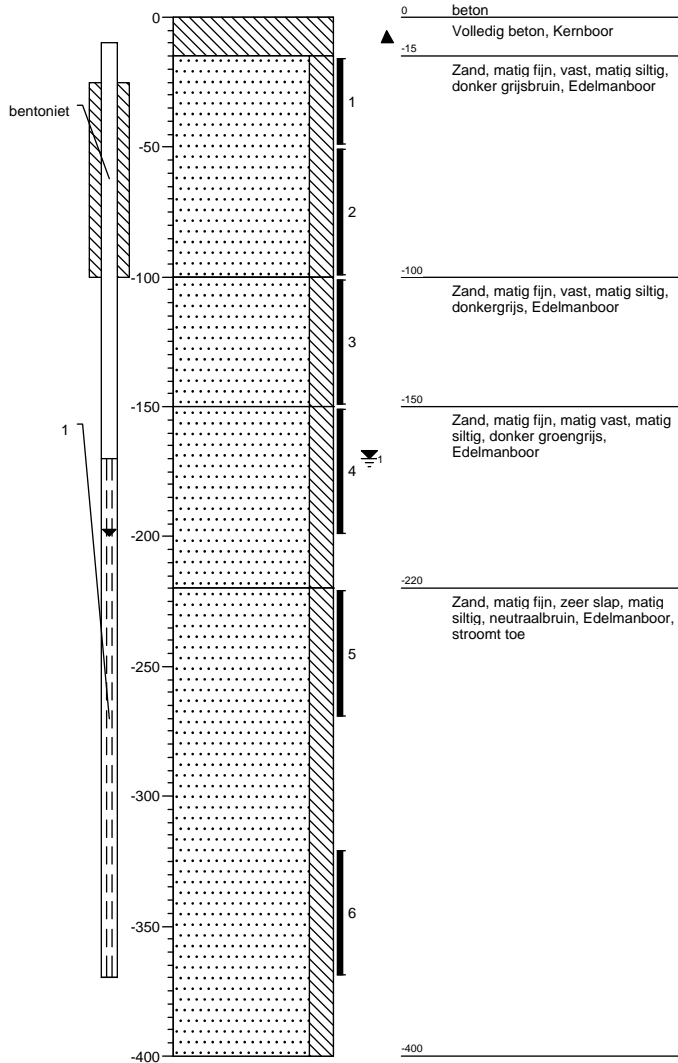 bentoniet
1
0
-50
-100
-150
-200
-250
-300
-350
-400
1
2
3
4
5
6
1
0
beton
Volledig beton, Kernboor
-15
Zand, matig fijn, vast, matig siltig,
donker grijsbruin, Edelmanboor
-100
Zand, matig fijn, vast, matig siltig,
donkergrijs, Edelmanboor
-150
Zand, matig fijn, matig vast, matig
siltig, donker groengrijs,
Edelmanboor
-220
Zand, matig fijn, zeer slap, matig
siltig, neutraalbruin, Edelmanboor,
stroomt toe
-400